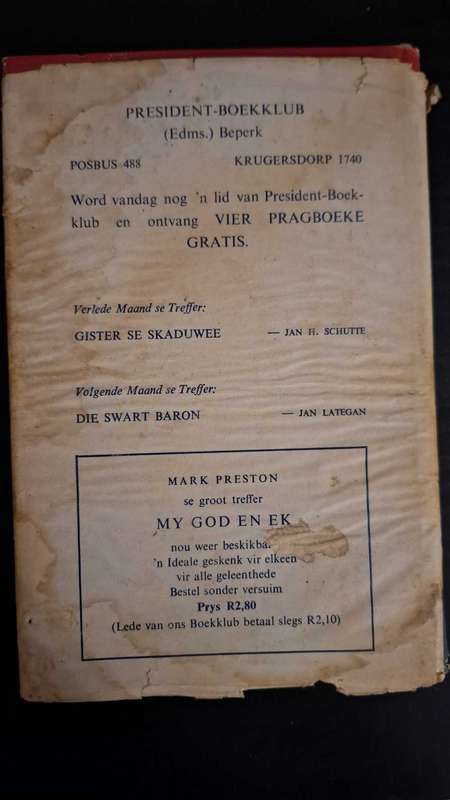 PRESIDENT-BOEKKLUB
(Edms.) Beperk
POSBUS 488 KRUGERSDORP 1740
Word vandag nog 'n lid van President-Boek-
klub en ontvang VIER PRAGBOEKE
GRATIS.
Verlede Maand se Treffer:
GISTER SE SKADUWEE — JAN H. SCHUTTE
Volgende Maand se Treffer:
DIE SWART BARON — JAN LATEGAN
MARK PRESTON
se groot treffer
MY GOD EN EK
nou weer
'n Ideale geskenk vir elkeen
vir alle geleenthede
Bestel sonder versuim
Prys R2,80
(Lede van ons Boekklub betaal slegs R2,10)